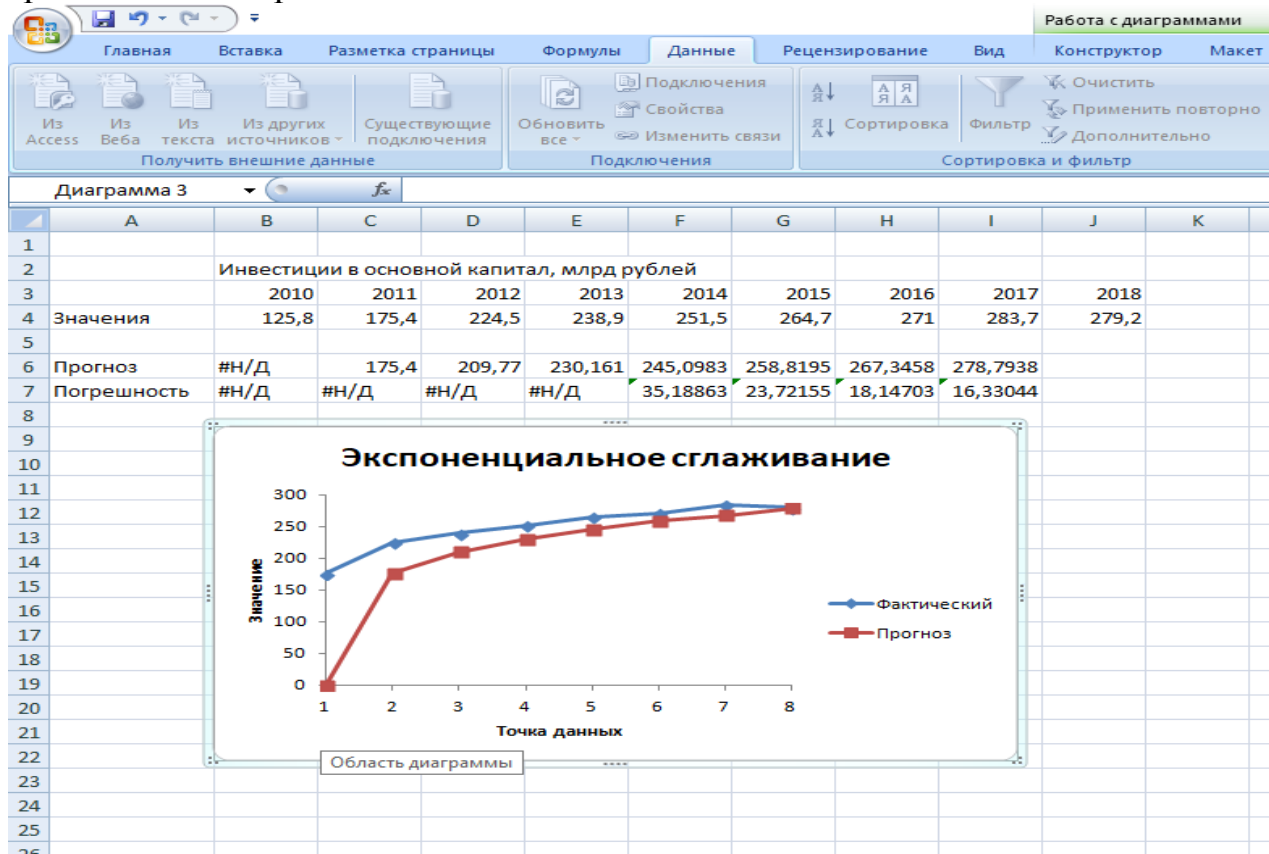 Работа с диаграммами
Главная Вставка Разметка страницы Формулы Данные Рецензирование Вид Конструктор Макет
Из Access
Из Веба
Из текста
Из других источников
Существующие подключения
Обновить все
Подключения
Свойства
Изменить связи
Сортировка
Фильтр
Очистить
Применить повторно
Дополнительно
Получить внешние данные Подключения Сортировка и фильтр
Диаграмма 3 fx
A B C D E F G H I J K
1
2 Инвестиции в основной капитал, млрд рублей
3 2010 2011 2012 2013 2014 2015 2016 2017 2018
4 Значения 125,8 175,4 224,5 238,9 251,5 264,7 271 283,7 279,2
5
6 Прогноз #Н/Д 175,4 209,77 230,161 245,0983 258,8195 267,3458 278,7938
7 Погрешность #Н/Д #Н/Д #Н/Д #Н/Д 35,18863 23,72155 18,14703 16,33044
8
9
10
11
12
13
14
15
16
17
18
19
20
21
22
23
24
25
Экспоненциальное сглаживание
Значение
300
250
200
150
100
50
0
1 2 3 4 5 6 7 8
Точка данных
Фактический
Прогноз
Область диаграммы